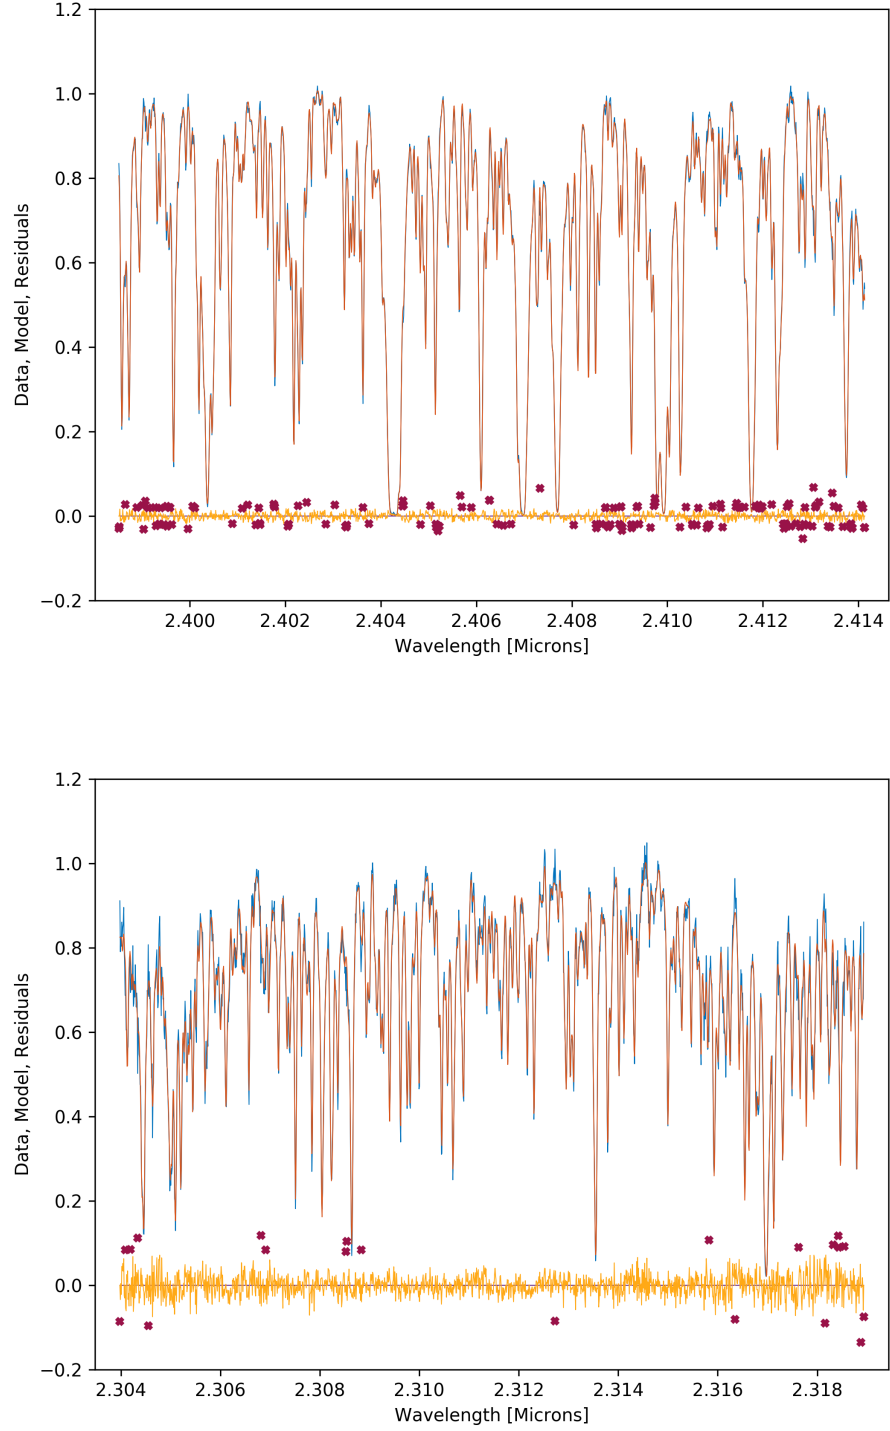 1.2
1.0
0.8
0.6
0.4
0.2
0.0
−0.2
Data, Model, Residuals
2.400 2.402 2.404 2.406 2.408 2.410 2.412 2.414
Wavelength [Microns]
1.2
1.0
0.8
0.6
0.4
0.2
0.0
−0.2
Data, Model, Residuals
2.304 2.306 2.308 2.310 2.312 2.314 2.316 2.318
Wavelength [Microns]